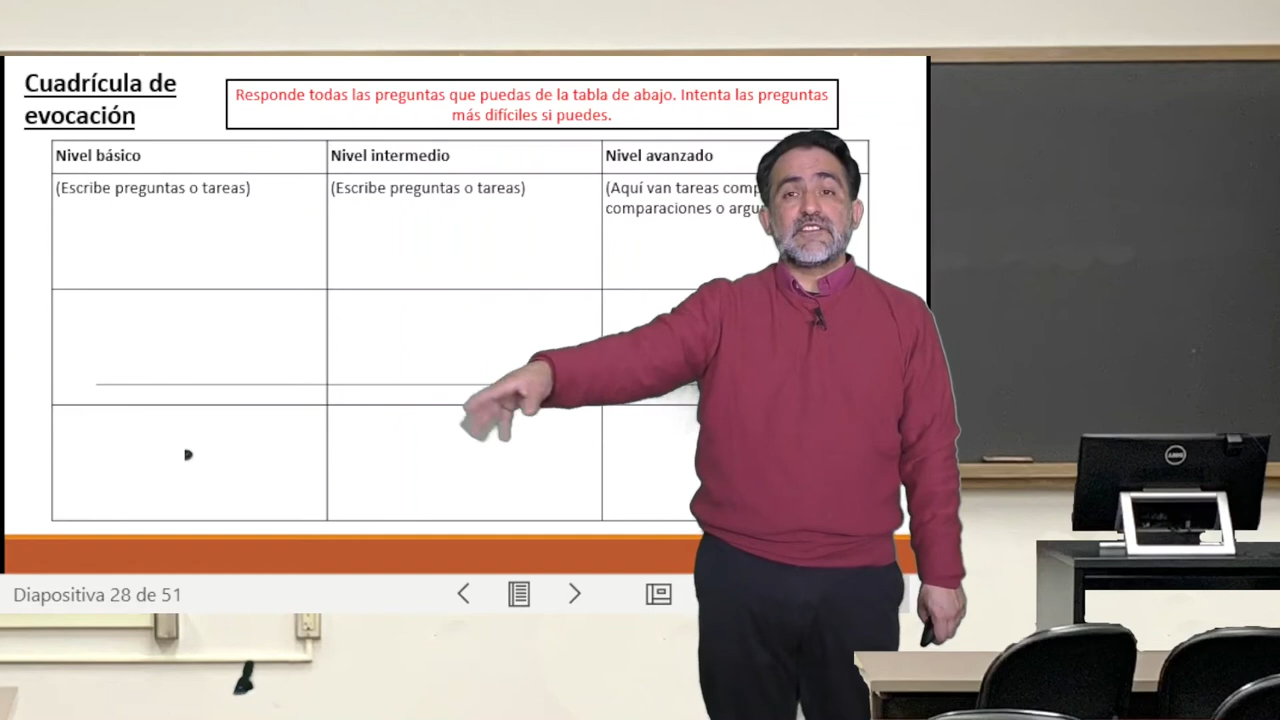 Cuadrícula de
evocación
Responde todas las preguntas que puedas de la tabla de abajo. Intenta las preguntas
más difíciles si puedes.
Nivel básico
Nivel intermedio
Nivel avanzado
(Escribe preguntas o tareas)
(Escribe preguntas o tareas)
(Aquí van tareas
comparaciones o
Diapositiva 28 de 51